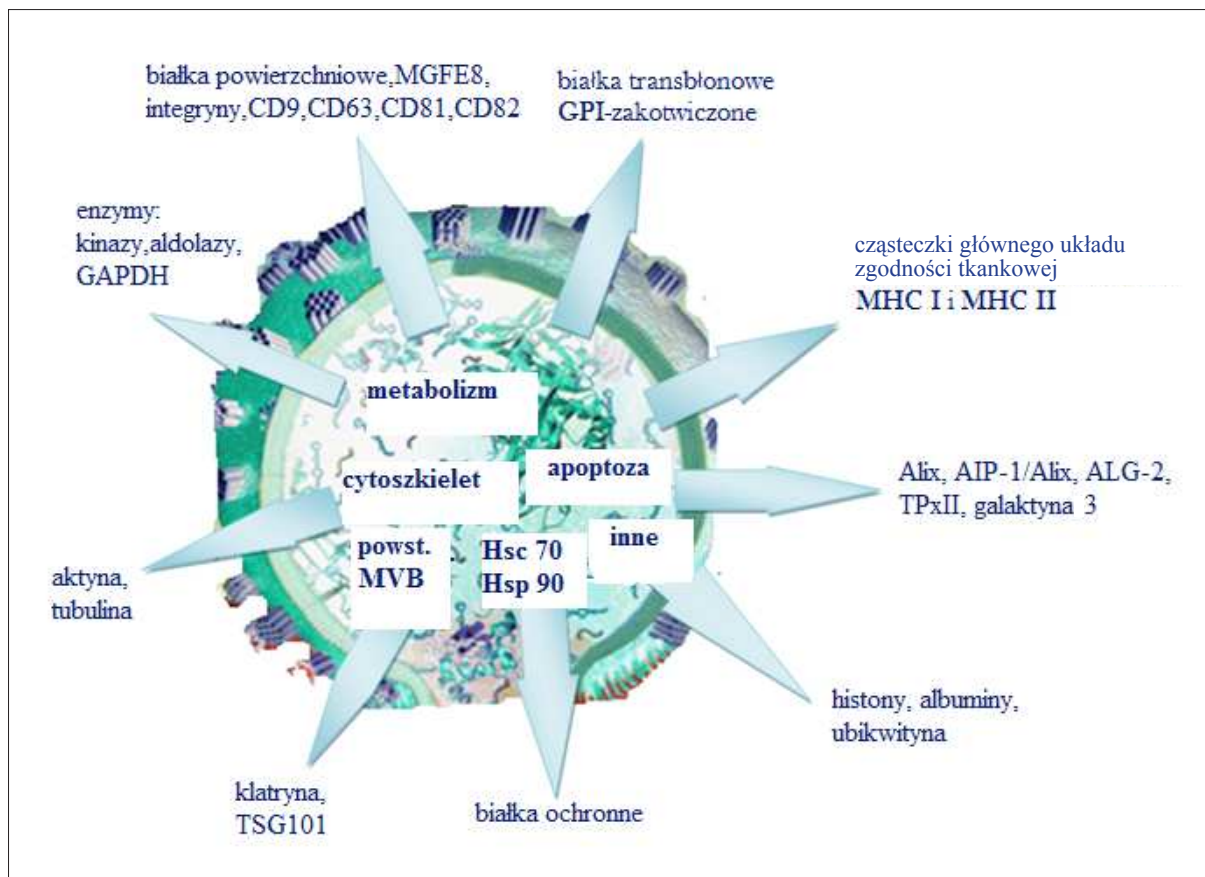 białka powierzchniowe,MGFE8,
integryny,CD9,CD63,CD81,CD82
białka transbłonowe
GPI-zakotwiczone
enzymy:
kinazy,aldolazy,
GAPDH
cząsteczki głównego układu
zgodności tkankowej
MHC I i MHC II
metabolizm
cytoszkielet
apoptoza
Alix, AIP-1/Alix, ALG-2,
TPxII, galaktyna 3
inne
powst.
MVB
Hsc 70
Hsp 90
aktyna,
tubulina
histony, albuminy,
ubikwityna
klatryna,
TSG101
białka ochronne